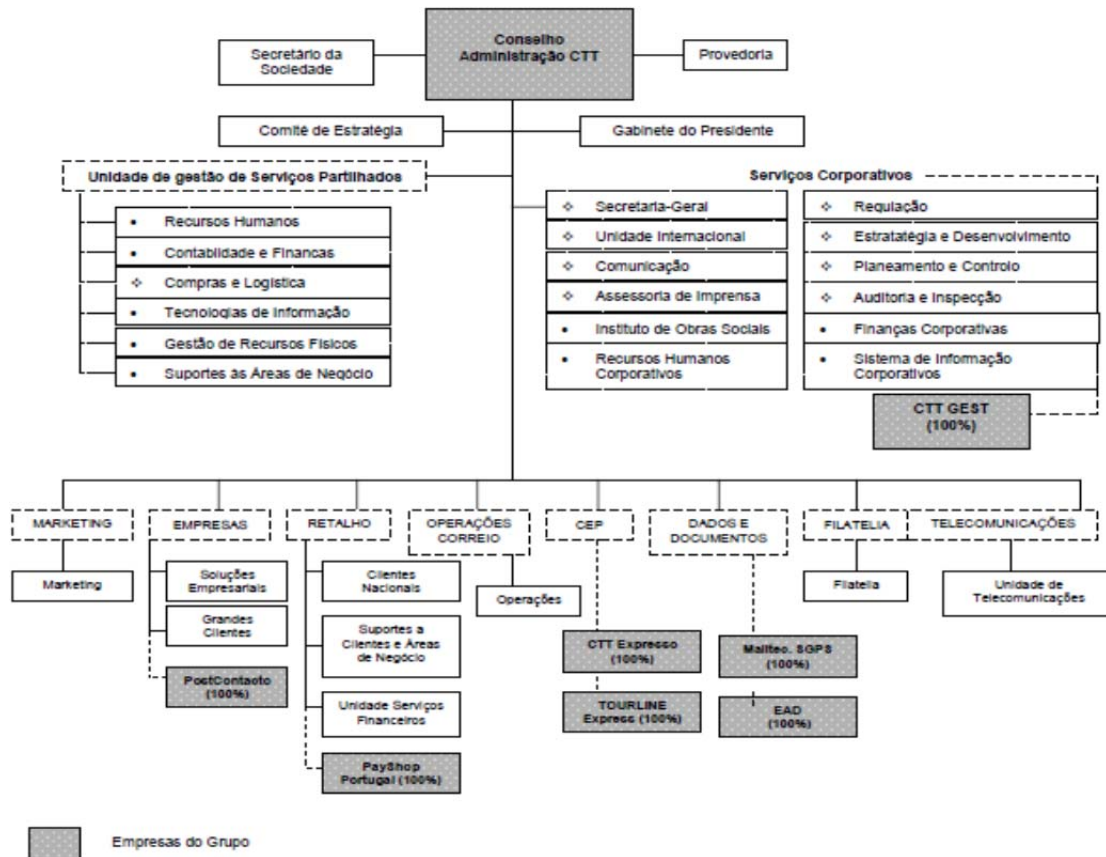 Conselho
Administração CTT
Secretário da
Sociedade
Provedoria
Comité de Estratégia
Gabinete do Presidente
Unidade de gestão de Serviços Partilhados
• Recursos Humanos
• Contabilidade e Financas
❖ Compras e Logística
• Tecnologias de Informação
• Gestão de Recursos Físicos
• Suportes às Áreas de Negócio
Serviços Corporativos
❖ Secretaria-Geral
❖ Unidade Internacional
❖ Comunicação
❖ Assessoria de Imprensa
• Instituto de Obras Sociais
• Recursos Humanos
Corporativos
❖ Regulação
❖ Estratatégia e Desenvolvimento
❖ Planeamento e Controlo
❖ Auditoria e Inspecção
• Finanças Corporativas
• Sistema de Informação
Corporativos
CTT GEST
(100%)
MARKETING
Marketing
EMPRESAS
Soluções
Empresariais
Grandes
Clientes
PostContacto
(100%)
RETALHO
Clientes
Nacionais
Suportes a
Clientes e Áreas
de Negócio
Unidade Serviços
Financeiros
PayShop
Portugal (100%)
OPERAÇÕES
CORREIO
Operações
CEP
CTT Expresso
(100%)
TOURLINE
Express (100%)
DADOS E
DOCUMENTOS
Mailtec. SGPS
(100%)
EAD
(100%)
FILATELIA
Filatelia
TELECOMUNICAÇÕES
Unidade de
Telecomunicações
Empresas do Grupo